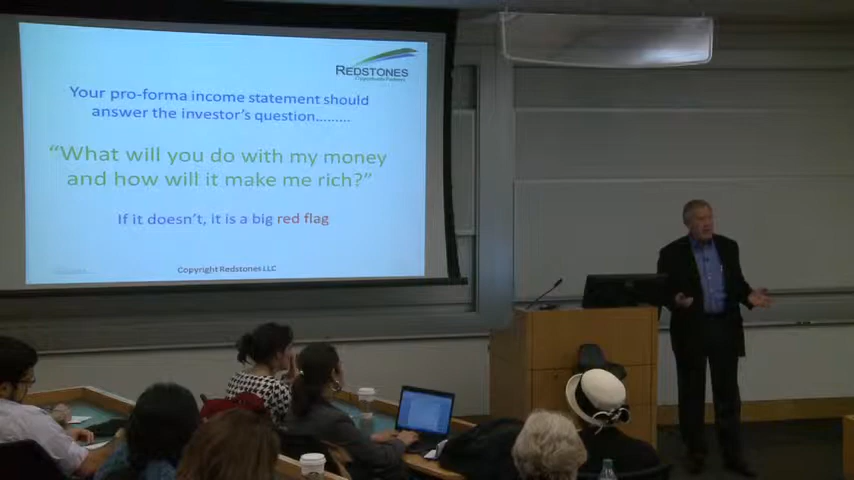 REDSTONES
Your pro-forma income statement should
answer the investor's question.........
"What will you do with my money
and how will it make me rich?"
If it doesn't, it is a big red flag
Copyright Redstones LLC